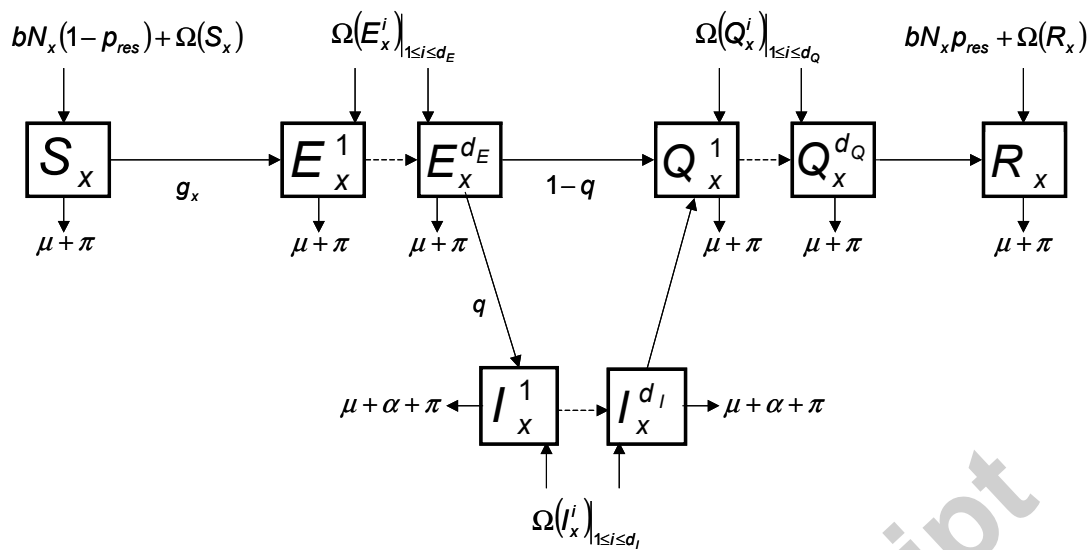 bN_x(1-p_res)+Ω(S_x)
Ω(E_x^i)|_{1≤i≤d_E}
Ω(Q_x^i)|_{1≤i≤d_Q}
bN_x p_res+Ω(R_x)
S_x
E_x^1
E_x^{d_E}
Q_x^1
Q_x^{d_Q}
R_x
g_x
1-q
μ+π
μ+π
μ+π
μ+π
μ+π
μ+π
q
μ+α+π
I_x^1
I_x^{d_I}
μ+α+π
Ω(I_x^i)|_{1≤i≤d_I}